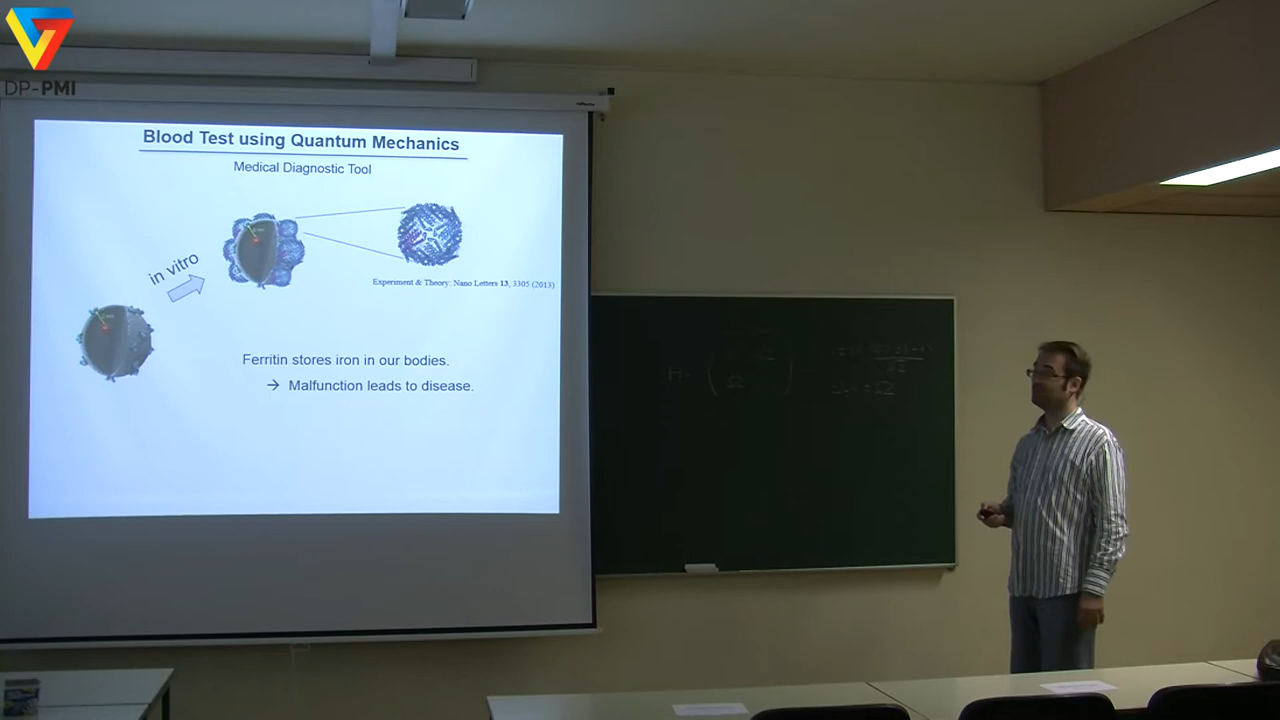 DP-PMI
Blood Test using Quantum Mechanics
Medical Diagnostic Tool
in vitro
Experiment & Theory: Nano Letters 13, 3305 (2013)
Ferritin stores iron in our bodies.
→ Malfunction leads to disease.